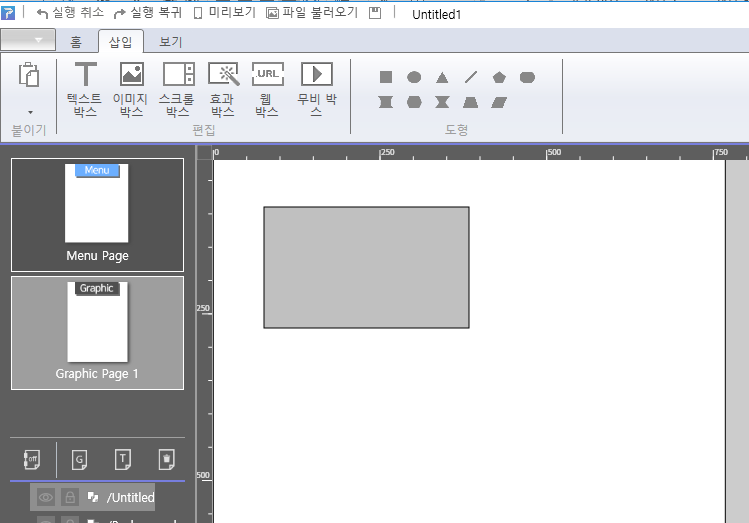 실행 취소 실행 복귀 미리보기 파일 불러오기 Untitled1
홈 삽입 보기
텍스트 박스 이미지 박스 스크롤 박스 효과 박스 URL 웹 박스 무비 박스
붙이기 편집 도형
0 250 500 750
Menu
Menu Page
Graphic
Graphic Page 1
250
500
off G T
/Untitled